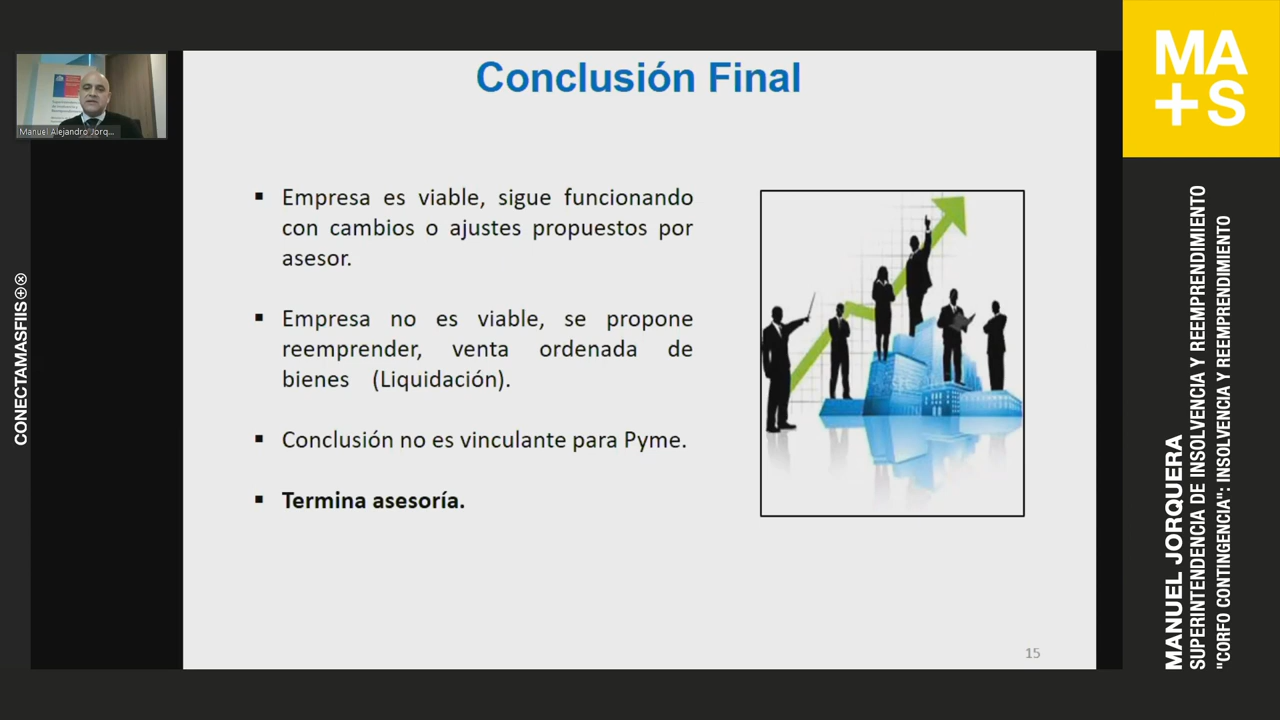 Conclusión Final
▪ Empresa es viable, sigue funcionando
con cambios o ajustes propuestos por
asesor.
▪ Empresa no es viable, se propone
reemprender, venta ordenada de
bienes (Liquidación).
▪ Conclusión no es vinculante para Pyme.
▪ Termina asesoría.
15
Manuel Alejandro Jorq...
CONECTAMASFIIS
MA
+S
MANUEL JORQUERA
SUPERINTENDENCIA DE INSOLVENCIA Y REEMPRENDIMIENTO
"CORFO CONTINGENCIA": INSOLVENCIA Y REEMPRENDIMIENTO